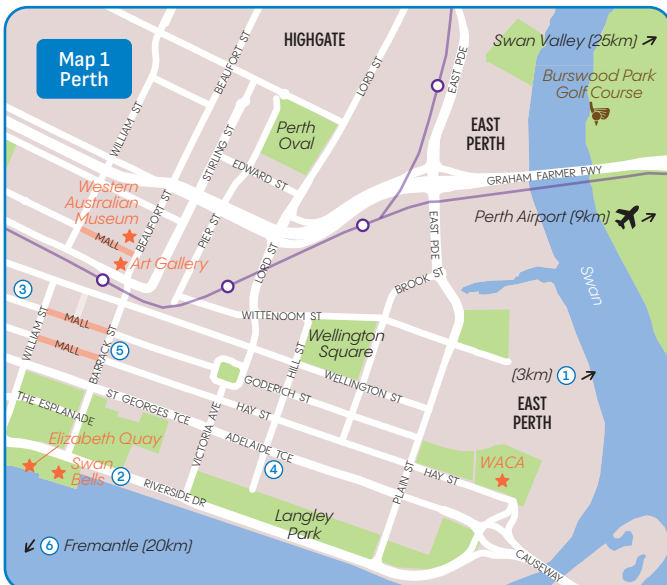 Map 1
Perth
HIGHGATE
Swan Valley (25km)
Burswood Park
Golf Course
WILLIAM ST
BEAUFORT ST
LORD ST
EAST PDE
STIRLING ST
Perth
Oval
EAST
PERTH
EDWARD ST
GRAHAM FARMER FWY
Western
Australian
Museum
BEAUFORT ST
PIER ST
MALL
Art Gallery
LORD ST
EAST PDE
Perth Airport (9km)
Swan
BROOK ST
3
WITTENOOM ST
WILLIAM ST
MALL
MALL
BARRACK ST
5
Wellington
Square
HILL ST
WELLINGTON ST
(3km) 1
GODERICH ST
EAST
PERTH
THE ESPLANADE
ST GEORGES TCE
HAY ST
VICTORIA AVE
ADELAIDE TCE
Elizabeth Quay
Swan
Bells
2
4
HAY ST
WACA
PLAIN ST
RIVERSIDE DR
Langley
Park
6 Fremantle (20km)
CAUSEWAY